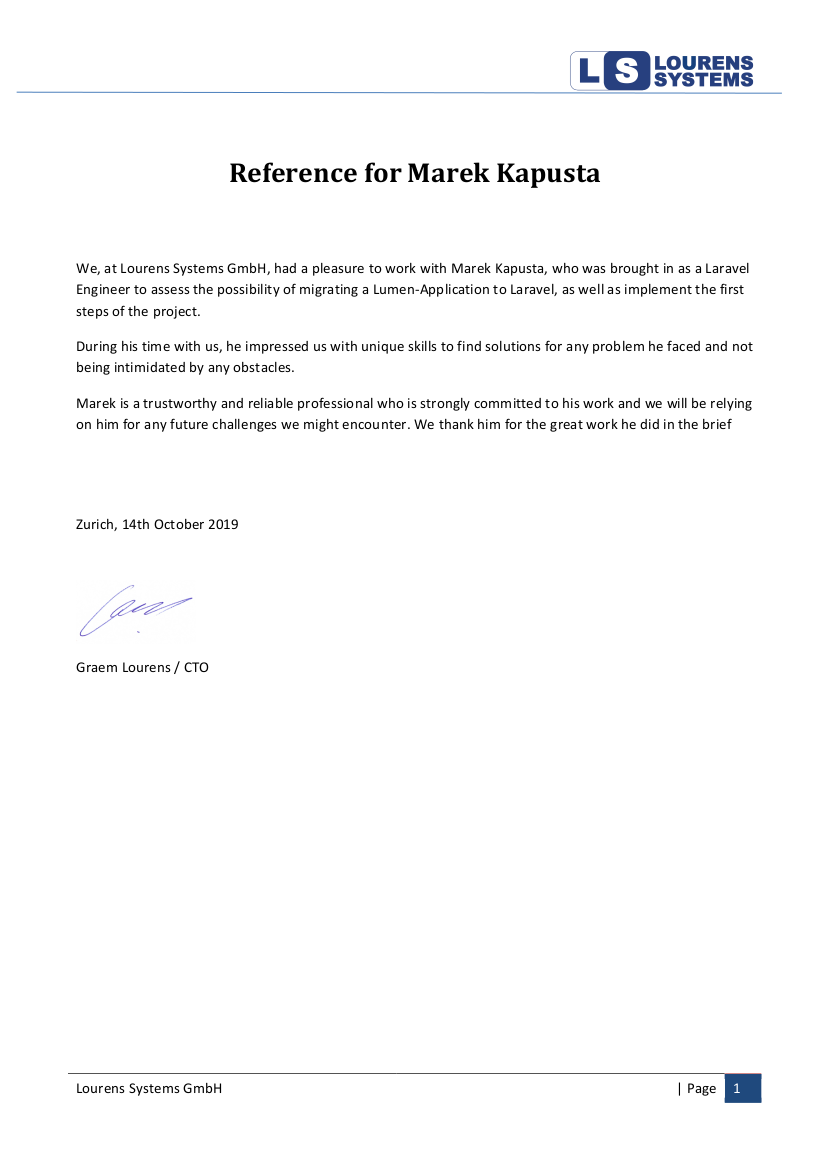 LS LOURENS
SYSTEMS
Reference for Marek Kapusta
We, at Lourens Systems GmbH, had a pleasure to work with Marek Kapusta, who was brought in as a Laravel
Engineer to assess the possibility of migrating a Lumen-Application to Laravel, as well as implement the first
steps of the project.
During his time with us, he impressed us with unique skills to find solutions for any problem he faced and not
being intimidated by any obstacles.
Marek is a trustworthy and reliable professional who is strongly committed to his work and we will be relying
on him for any future challenges we might encounter. We thank him for the great work he did in the brief
Zurich, 14th October 2019
Graem Lourens / CTO
Lourens Systems GmbH | Page 1